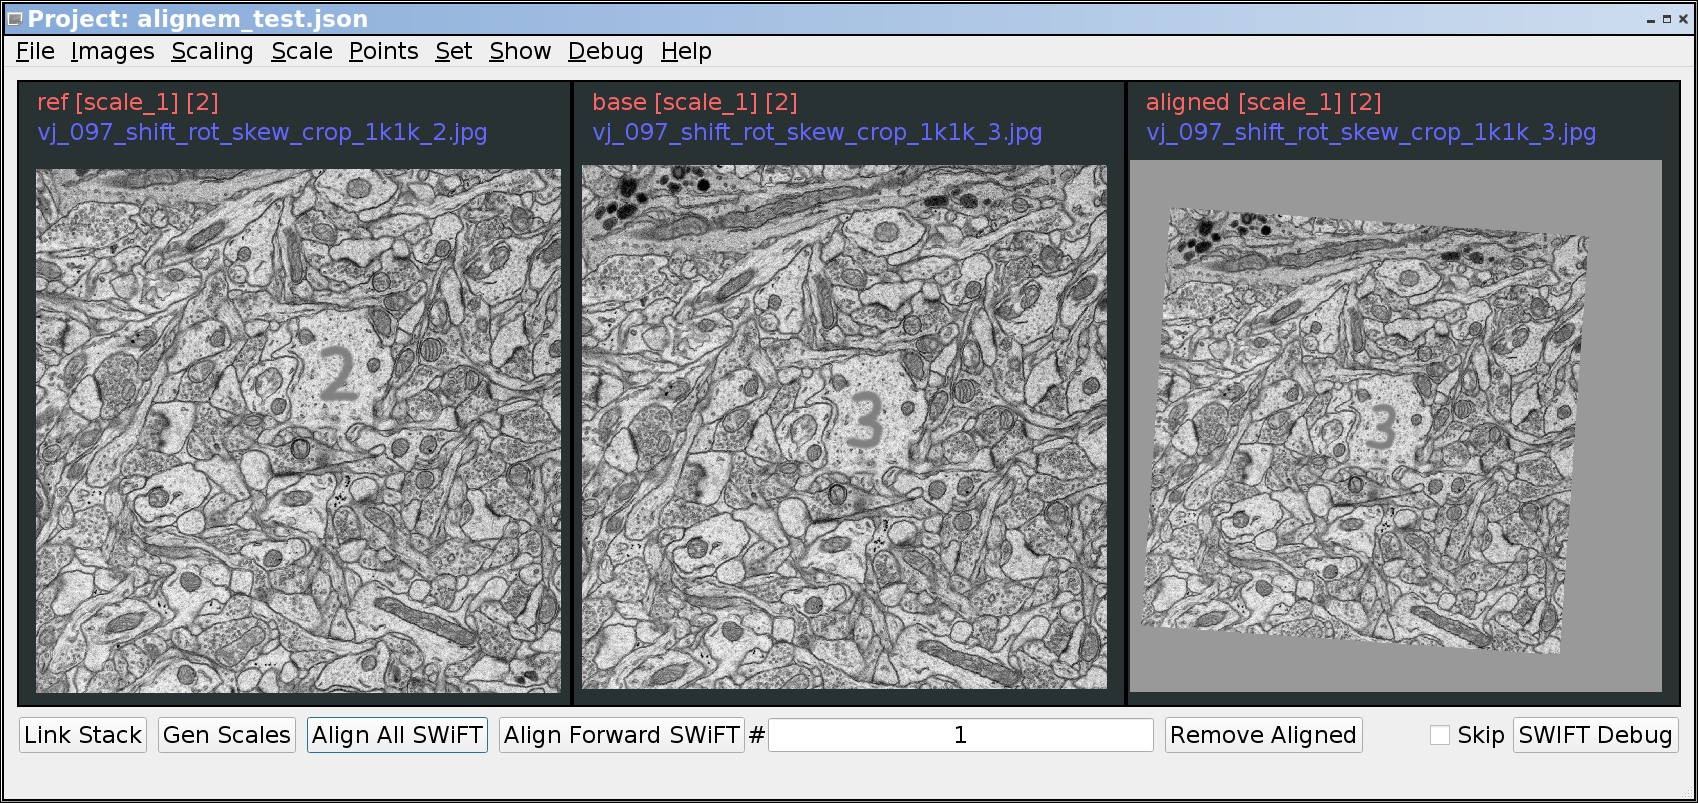 Project: alignem_test.json
File Images Scaling Scale Points Set Show Debug Help
ref [scale_1] [2]
vj_097_shift_rot_skew_crop_1k1k_2.jpg
2
base [scale_1] [2]
vj_097_shift_rot_skew_crop_1k1k_3.jpg
3
aligned [scale_1] [2]
vj_097_shift_rot_skew_crop_1k1k_3.jpg
3
Link Stack Gen Scales Align All SWiFT Align Forward SWiFT # 1 Remove Aligned Skip SWIFT Debug